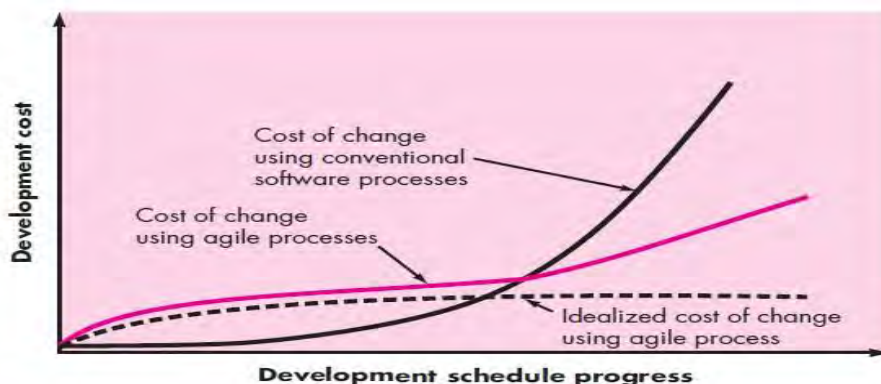 Development cost
Cost of change
using conventional
software processes
Cost of change
using agile processes
Idealized cost of change
using agile process
Development schedule progress